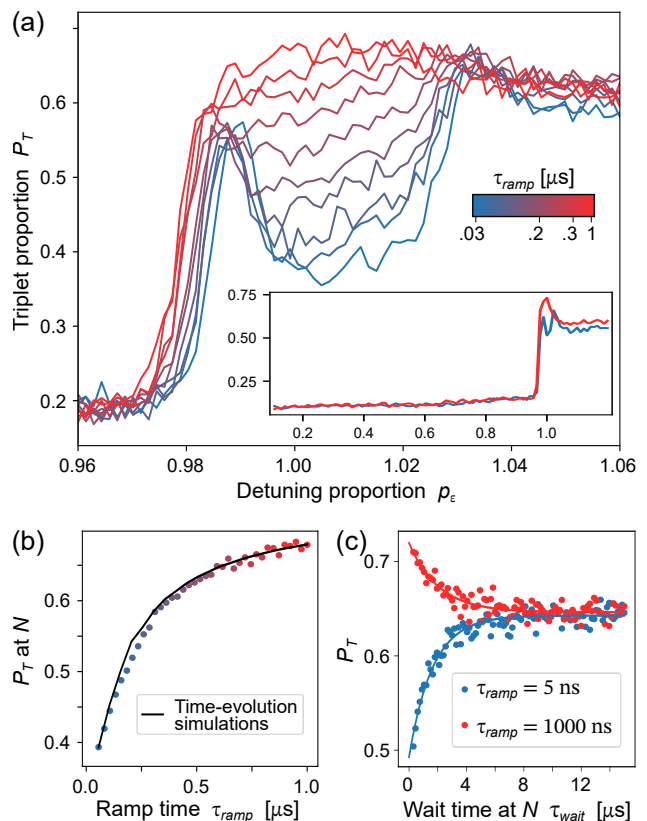 (a)
Triplet proportion P_T
0.6
0.5
0.4
0.3
0.2
τ_ramp [µs]
.03 .2 .3 1
0.75
0.50
0.25
0.2 0.4 0.6 0.8 1.0
0.96 0.98 1.00 1.02 1.04 1.06
Detuning proportion p_ε
(b)
P_T at N
0.6
0.5
0.4
Time-evolution
simulations
0.0 0.5 1.0
Ramp time τ_ramp [µs]
(c)
P_T
0.7
0.6
0.5
τ_ramp = 5 ns
τ_ramp = 1000 ns
0 4 8 12
Wait time at N τ_wait [µs]